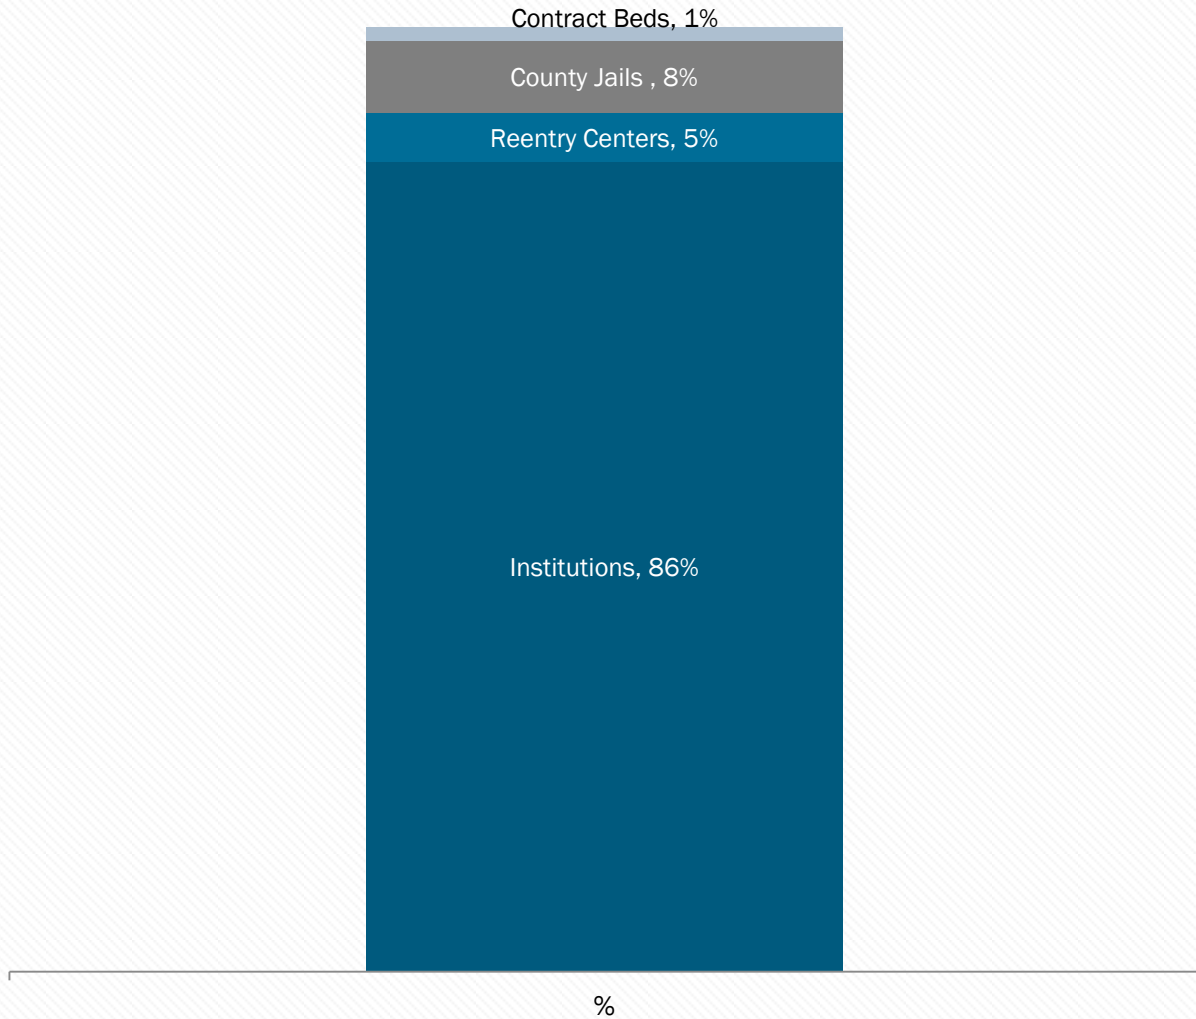 Contract Beds, 1%
County Jails , 8%
Reentry Centers, 5%
Institutions, 86%
%